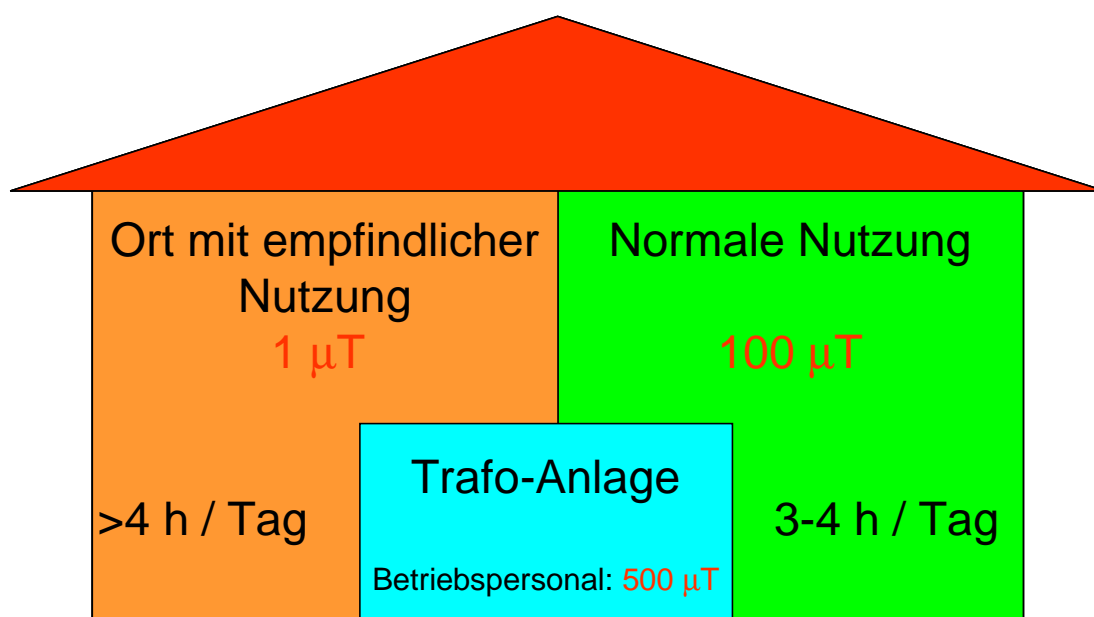 Ort mit empfindlicher
Nutzung
1 μT
>4 h / Tag
Normale Nutzung
100 μT
3-4 h / Tag
Trafo-Anlage
Betriebspersonal: 500 μT